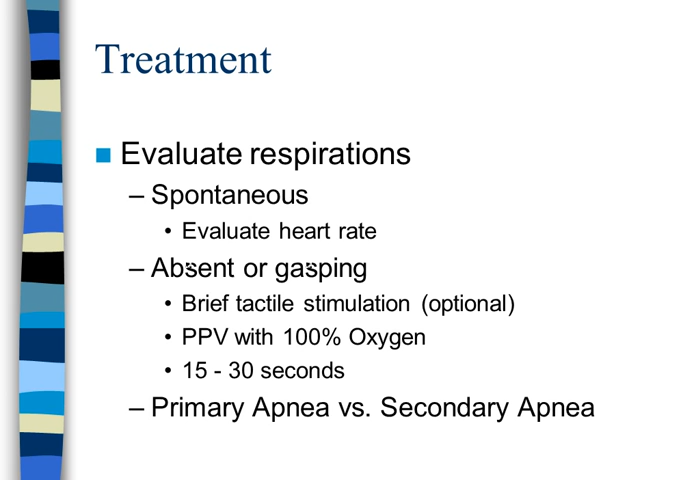 Treatment
Evaluate respirations
– Spontaneous
• Evaluate heart rate
– Absent or gasping
• Brief tactile stimulation (optional)
• PPV with 100% Oxygen
• 15 - 30 seconds
– Primary Apnea vs. Secondary Apnea